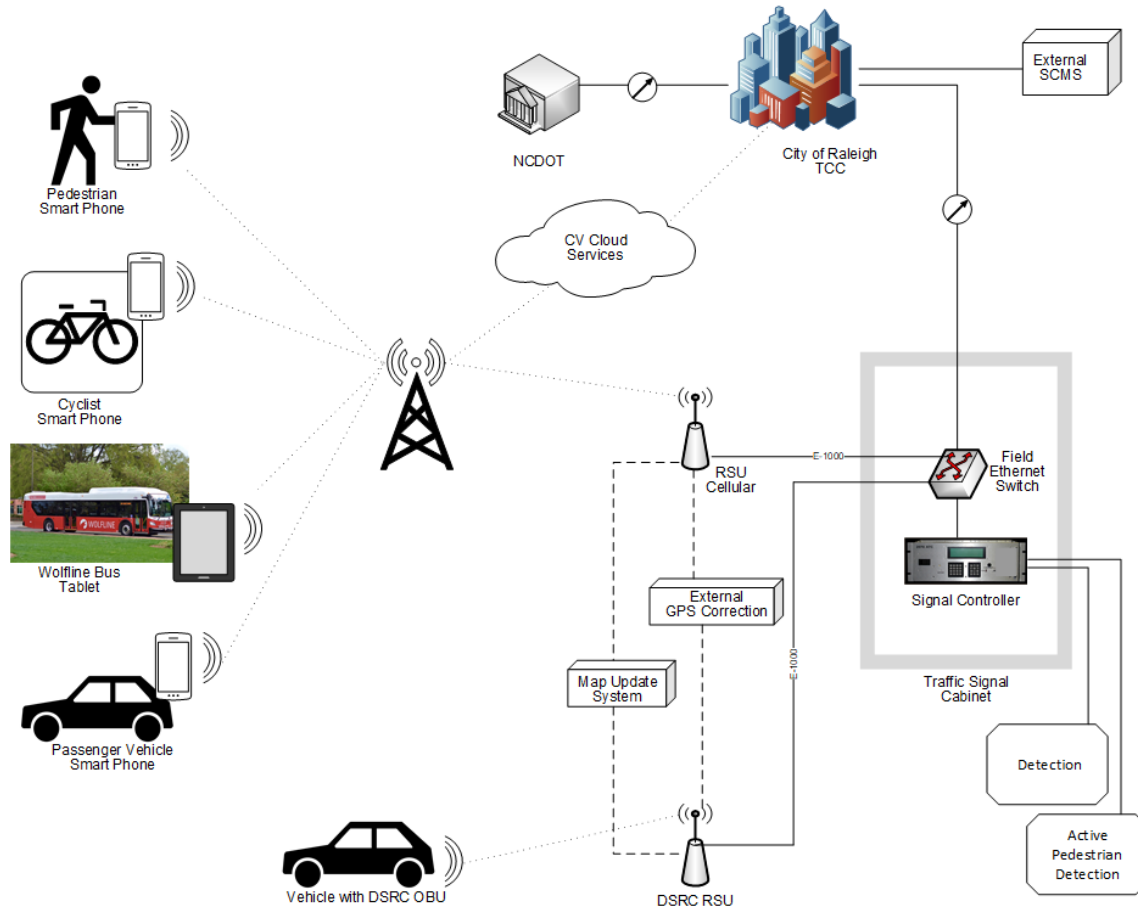 External
SCMS
NCDOT
City of Raleigh
TCC
Pedestrian
Smart Phone
CV Cloud
Services
Cyclist
Smart Phone
RSU
Cellular
E-1000
Field
Ethernet
Switch
WOLFLINE
Wolfline Bus
Tablet
External
GPS Correction
Signal Controller
E-1000
Map Update
System
Traffic Signal
Cabinet
Passenger Vehicle
Smart Phone
Detection
Active
Pedestrian
Detection
Vehicle with DSRC OBU
DSRC RSU